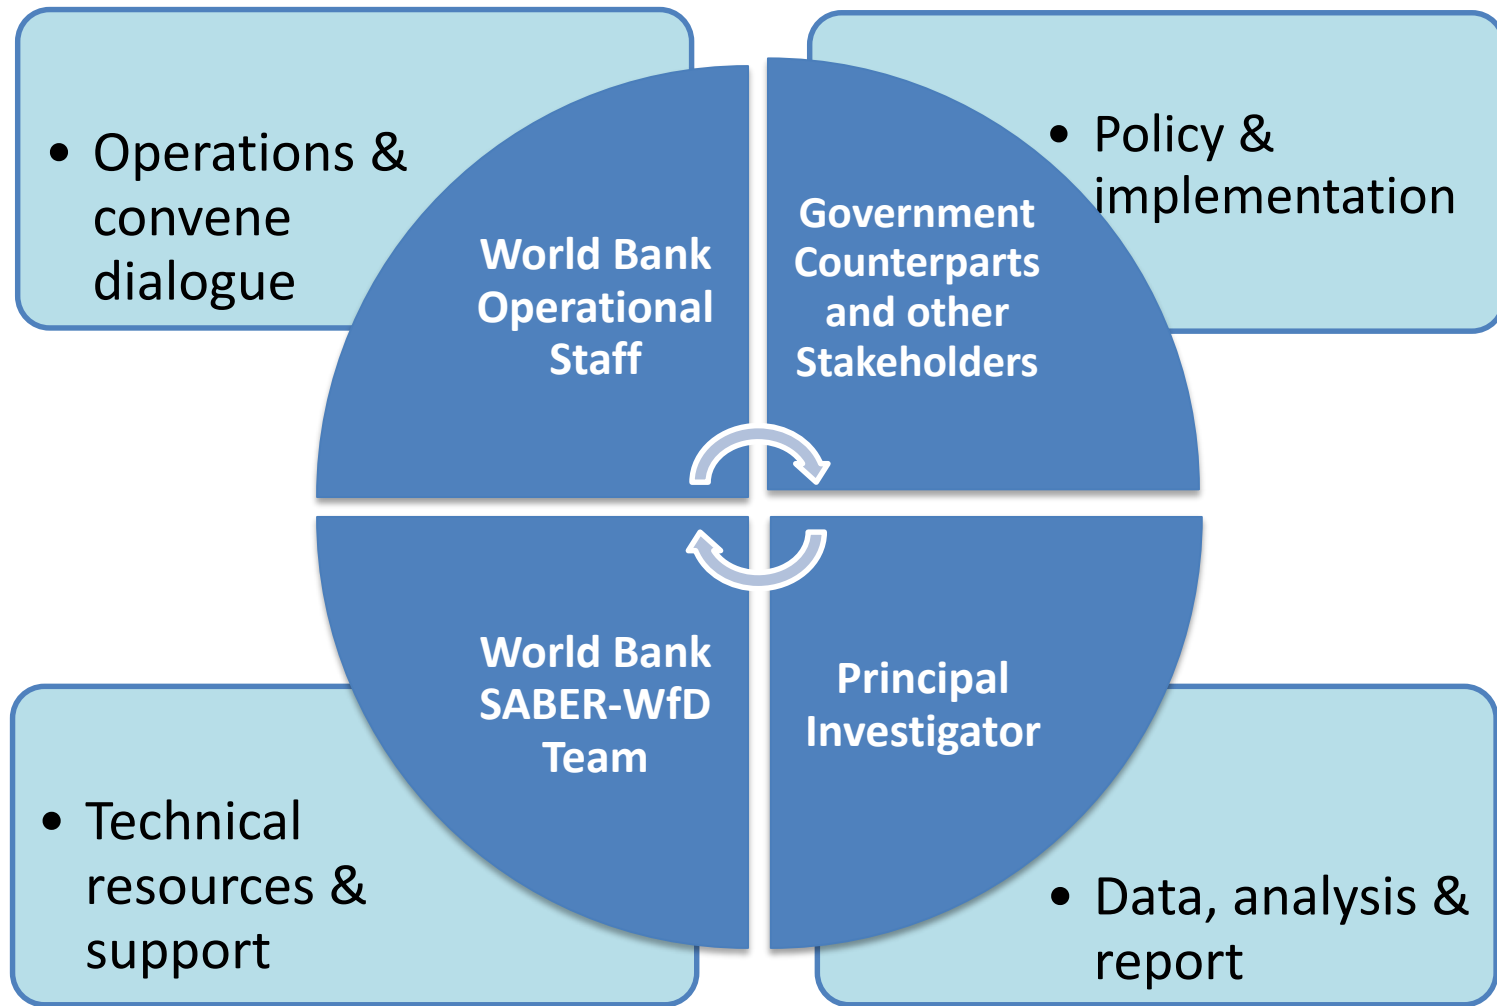 • Operations &
convene
dialogue
World Bank
Operational
Staff
Government
Counterparts
and other
Stakeholders
• Policy &
implementation
World Bank
SABER-WfD
Team
Principal
Investigator
• Technical
resources &
support
• Data, analysis &
report